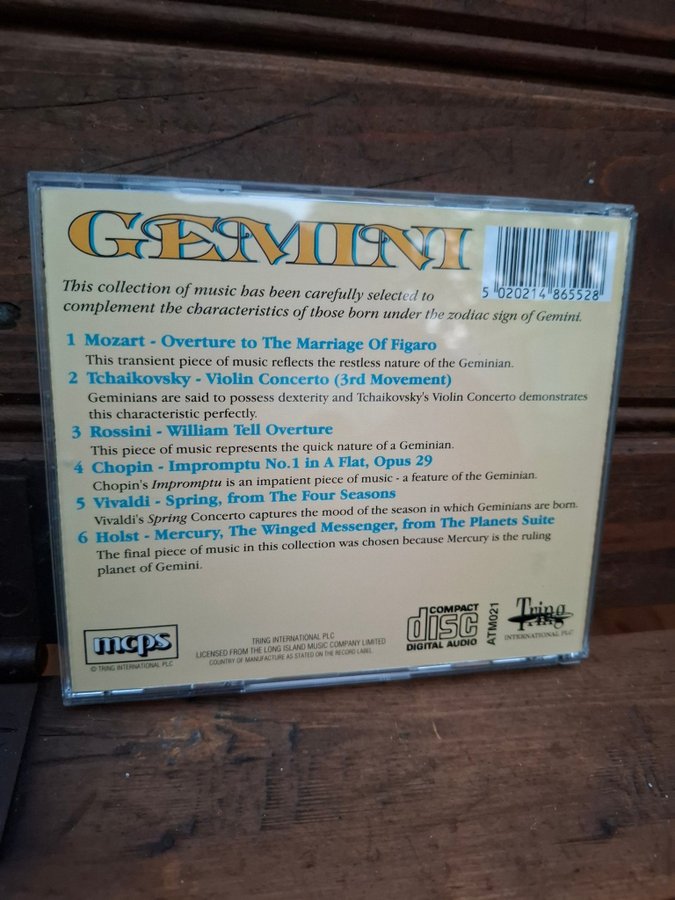 GEMINI
5 020214 865528
This collection of music has been carefully selected to
complement the characteristics of those born under the zodiac sign of Gemini.
1 Mozart - Overture to The Marriage Of Figaro
This transient piece of music reflects the restless nature of the Geminian.
2 Tchaikovsky - Violin Concerto (3rd Movement)
Geminians are said to possess dexterity and Tchaikovsky's Violin Concerto demonstrates
this characteristic perfectly.
3 Rossini - William Tell Overture
This piece of music represents the quick nature of a Geminian.
4 Chopin - Impromptu No.1 in A Flat, Opus 29
Chopin's Impromptu is an impatient piece of music - a feature of the Geminian.
5 Vivaldi - Spring, from The Four Seasons
Vivaldi's Spring Concerto captures the mood of the season in which Geminians are born.
6 Holst - Mercury, The Winged Messenger, from The Planets Suite
The final piece of music in this collection was chosen because Mercury is the ruling
planet of Gemini.
mcps
© TRING INTERNATIONAL PLC
TRING INTERNATIONAL PLC
LICENSED FROM THE LONG ISLAND MUSIC COMPANY LIMITED
COUNTRY OF MANUFACTURE AS STATED ON THE RECORD LABEL
COMPACT
disc
DIGITAL AUDIO
ATM021
Tring
INTERNATIONAL PLC